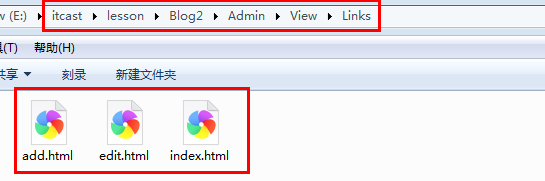 w (E:) ▸ itcast ▸ lesson ▸ Blog2 ▸ Admin ▸ View ▸ Links
(T) 帮助(H)
共享 刻录 新建文件夹
add.html edit.html index.html